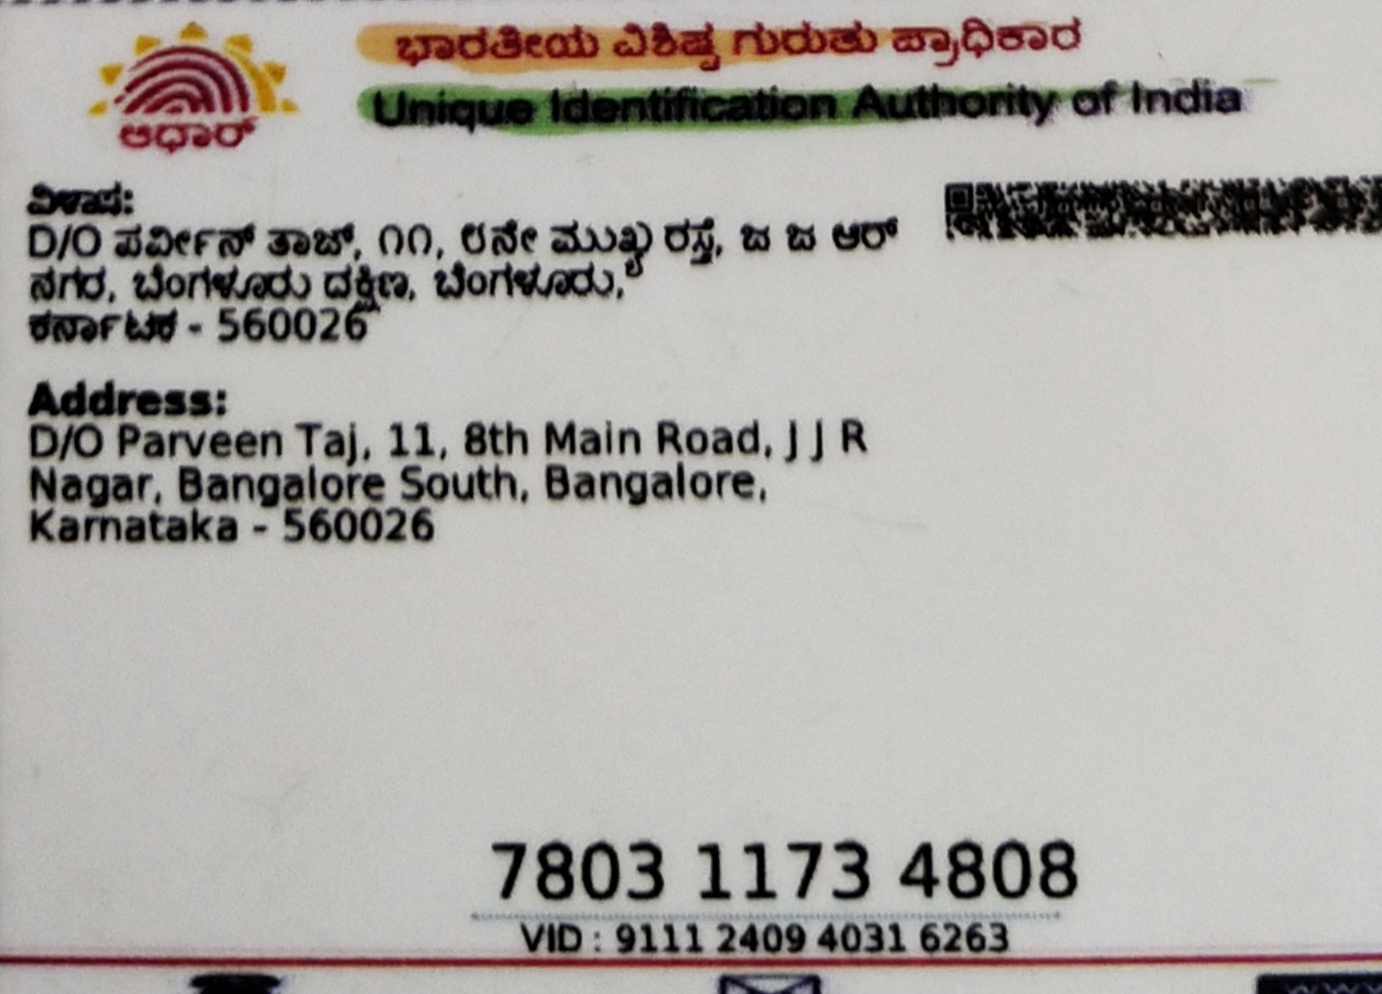 ಭಾರತೀಯ ವಿಶಿಷ್ಟ ಗುರುತು ಪ್ರಾಧಿಕಾರ
Unique Identification Authority of India
ಆಧಾರ್
ವಿಳಾಸ:
D/O ಪರ್ವೀನ್ ತಾಜ್, ೧೧, ೮ನೇ ಮುಖ್ಯ ರಸ್ತೆ, ಜ ಜ ಆರ್
ನಗರ, ಬೆಂಗಳೂರು ದಕ್ಷಿಣ, ಬೆಂಗಳೂರು,
ಕರ್ನಾಟಕ - 560026
Address:
D/O Parveen Taj, 11, 8th Main Road, J J R
Nagar, Bangalore South, Bangalore,
Karnataka - 560026
7803 1173 4808
VID : 9111 2409 4031 6263